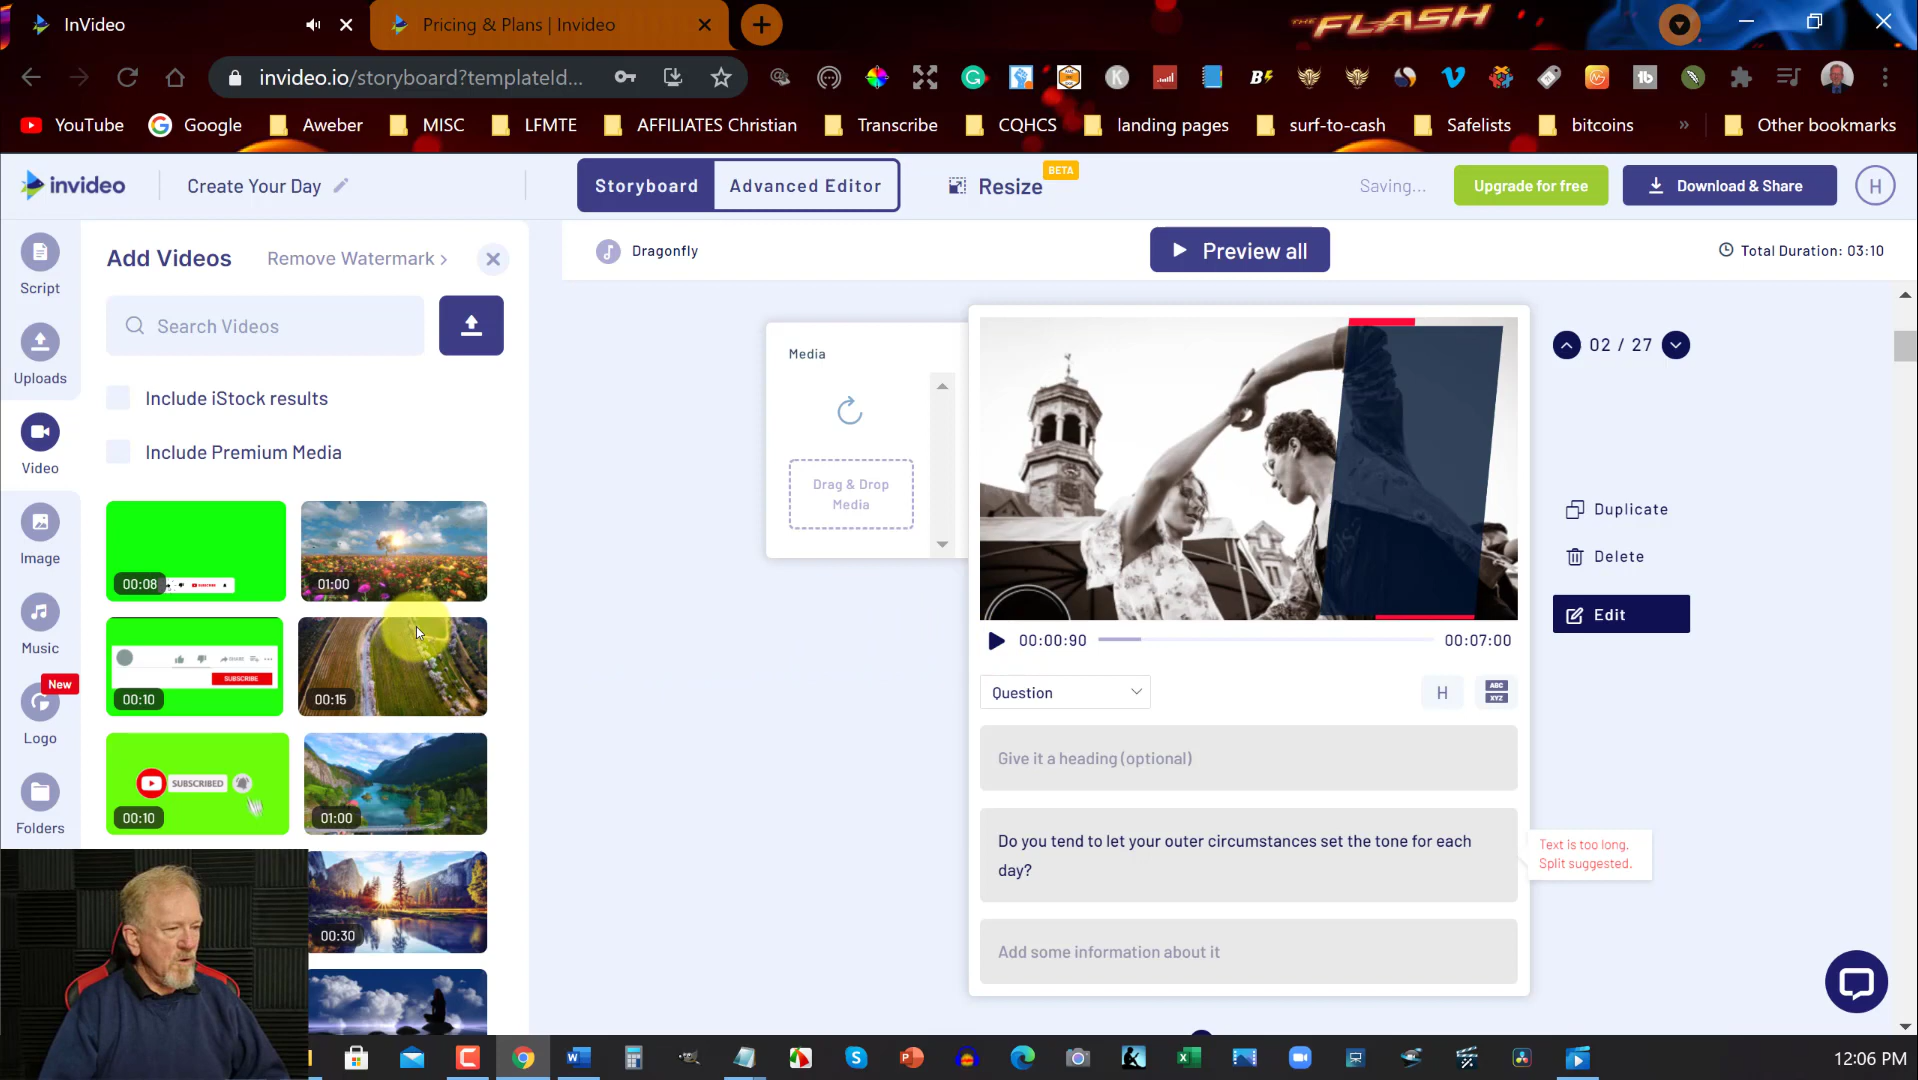 InVideo
Pricing & Plans | Invideo
THE FLASH
invideo.io/storyboard?templateId...
YouTube
Google
Aweber
MISC
LFMTE
AFFILIATES Christian
Transcribe
CQHCS
landing pages
surf-to-cash
Safelists
bitcoins
»
Other bookmarks
invideo
Create Your Day
Storyboard
Advanced Editor
Resize
BETA
Saving...
Upgrade for free
Download & Share
H
Script
Uploads
Video
Image
Music
New
Logo
Folders
Add Videos
Remove Watermark >
Search Videos
Include iStock results
Include Premium Media
00:08
01:00
00:10
SUBSCRIBE
00:15
SUBSCRIBED
00:10
01:00
00:30
Dragonfly
Preview all
Total Duration: 03:10
Media
Drag & Drop
Media
02 / 27
Duplicate
Delete
Edit
00:00:90
00:07:00
Question
H
ABC
XYZ
Give it a heading (optional)
Do you tend to let your outer circumstances set the tone for each
day?
Text is too long.
Split suggested.
Add some information about it
12:06 PM